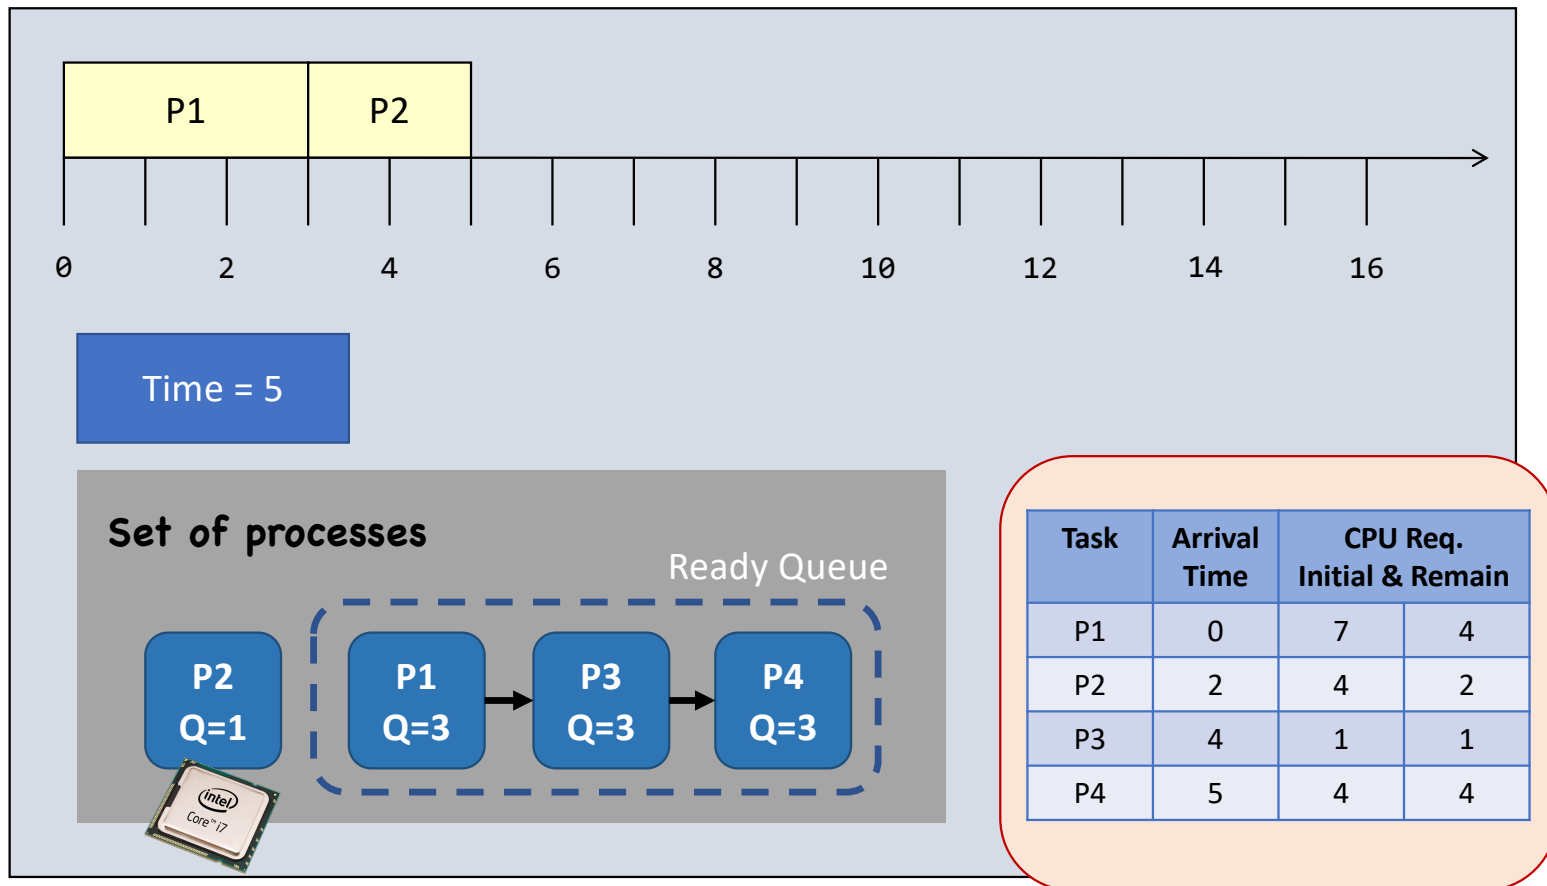 P1 P2
0 2 4 6 8 10 12 14 16
Time = 5
Set of processes
Ready Queue
P2
Q=1
P1
Q=3
P3
Q=3
P4
Q=3
intel
Core™ i7
Task Arrival Time CPU Req. Initial & Remain
P1 0 7 4
P2 2 4 2
P3 4 1 1
P4 5 4 4